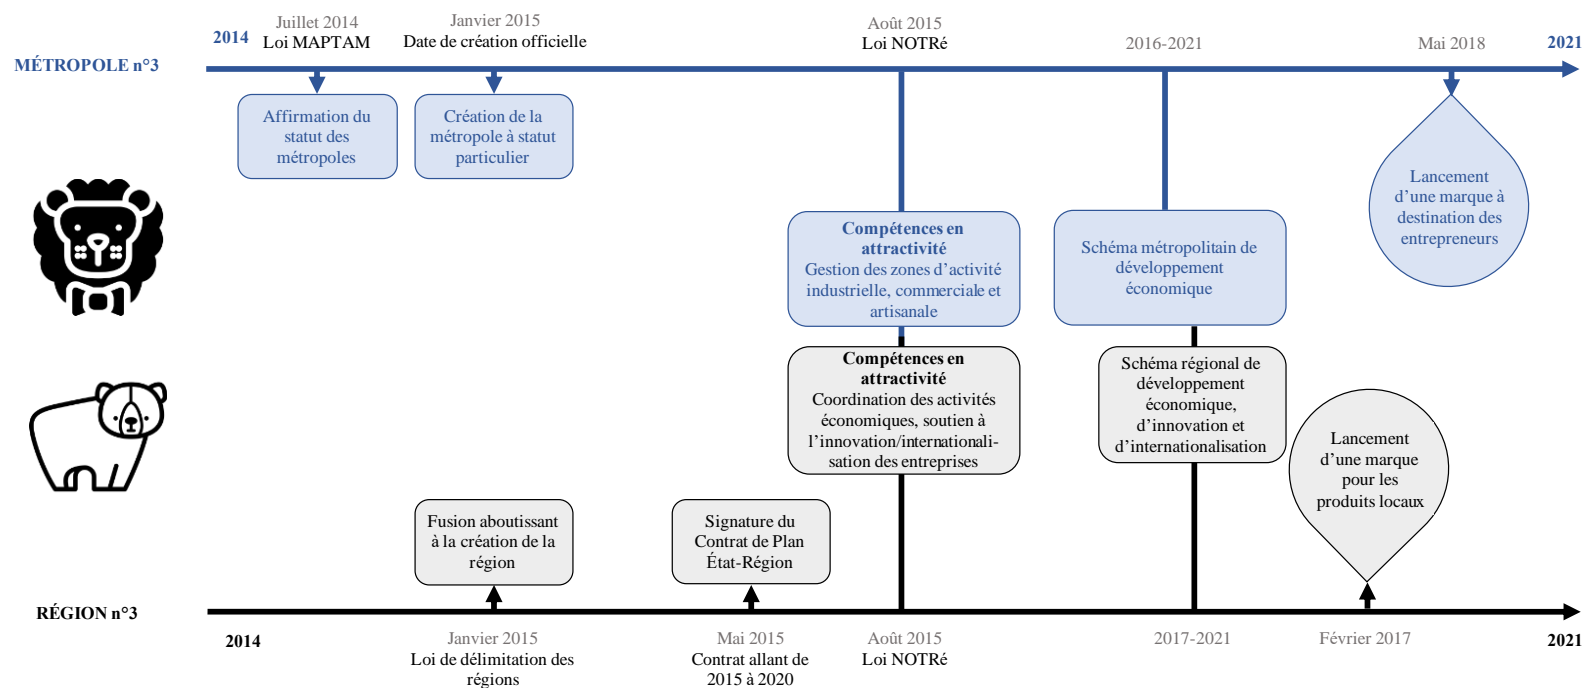 Juillet 2014
Loi MAPTAM
Janvier 2015
Date de création officielle
Août 2015
Loi NOTRé
2016-2021
Mai 2018
2014
2021
MÉTROPOLE n°3
Affirmation du
statut des
métropoles
Création de la
métropole à statut
particulier
Lancement
d’une marque à
destination des
entrepreneurs
Compétences en
attractivité
Gestion des zones d’activité
industrielle, commerciale et
artisanale
Schéma métropolitain de
développement
économique
Compétences en
attractivité
Coordination des activités
économiques, soutien à
l’innovation/internationali-
sation des entreprises
Schéma régional de
développement
économique,
d’innovation et
d’internationalisation
Lancement
d’une marque
pour les
produits locaux
Fusion aboutissant
à la création de la
région
Signature du
Contrat de Plan
État-Région
RÉGION n°3
2014
Janvier 2015
Loi de délimitation des
régions
Mai 2015
Contrat allant de
2015 à 2020
Août 2015
Loi NOTRé
2017-2021
Février 2017
2021